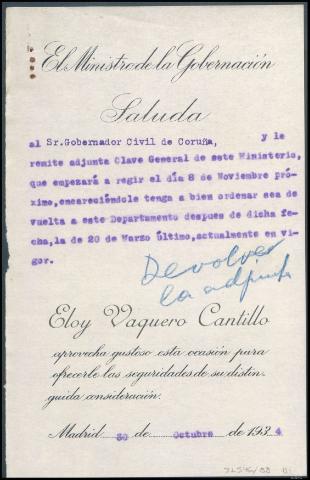 El Ministro de la Gobernación
Saluda
al Sr. Gobernador Civil de Coruña, y le
remite adjunta Clave General de este Ministerio,
que empezará a regir el día 8 de Noviembre pró-
ximo, encareciéndole tenga a bien ordenar sea de-
vuelta a este Departamento despues de dicha fe-
cha, la de 20 de Marzo último, actualmente en vi-
gor.
Devolver
la adjunta
Eloy Vaquero Cantillo
aprovecha gustoso esta ocasión para
ofrecerle las seguridades de su distin-
guida consideración.
Madrid 30 de Octubre de 1934